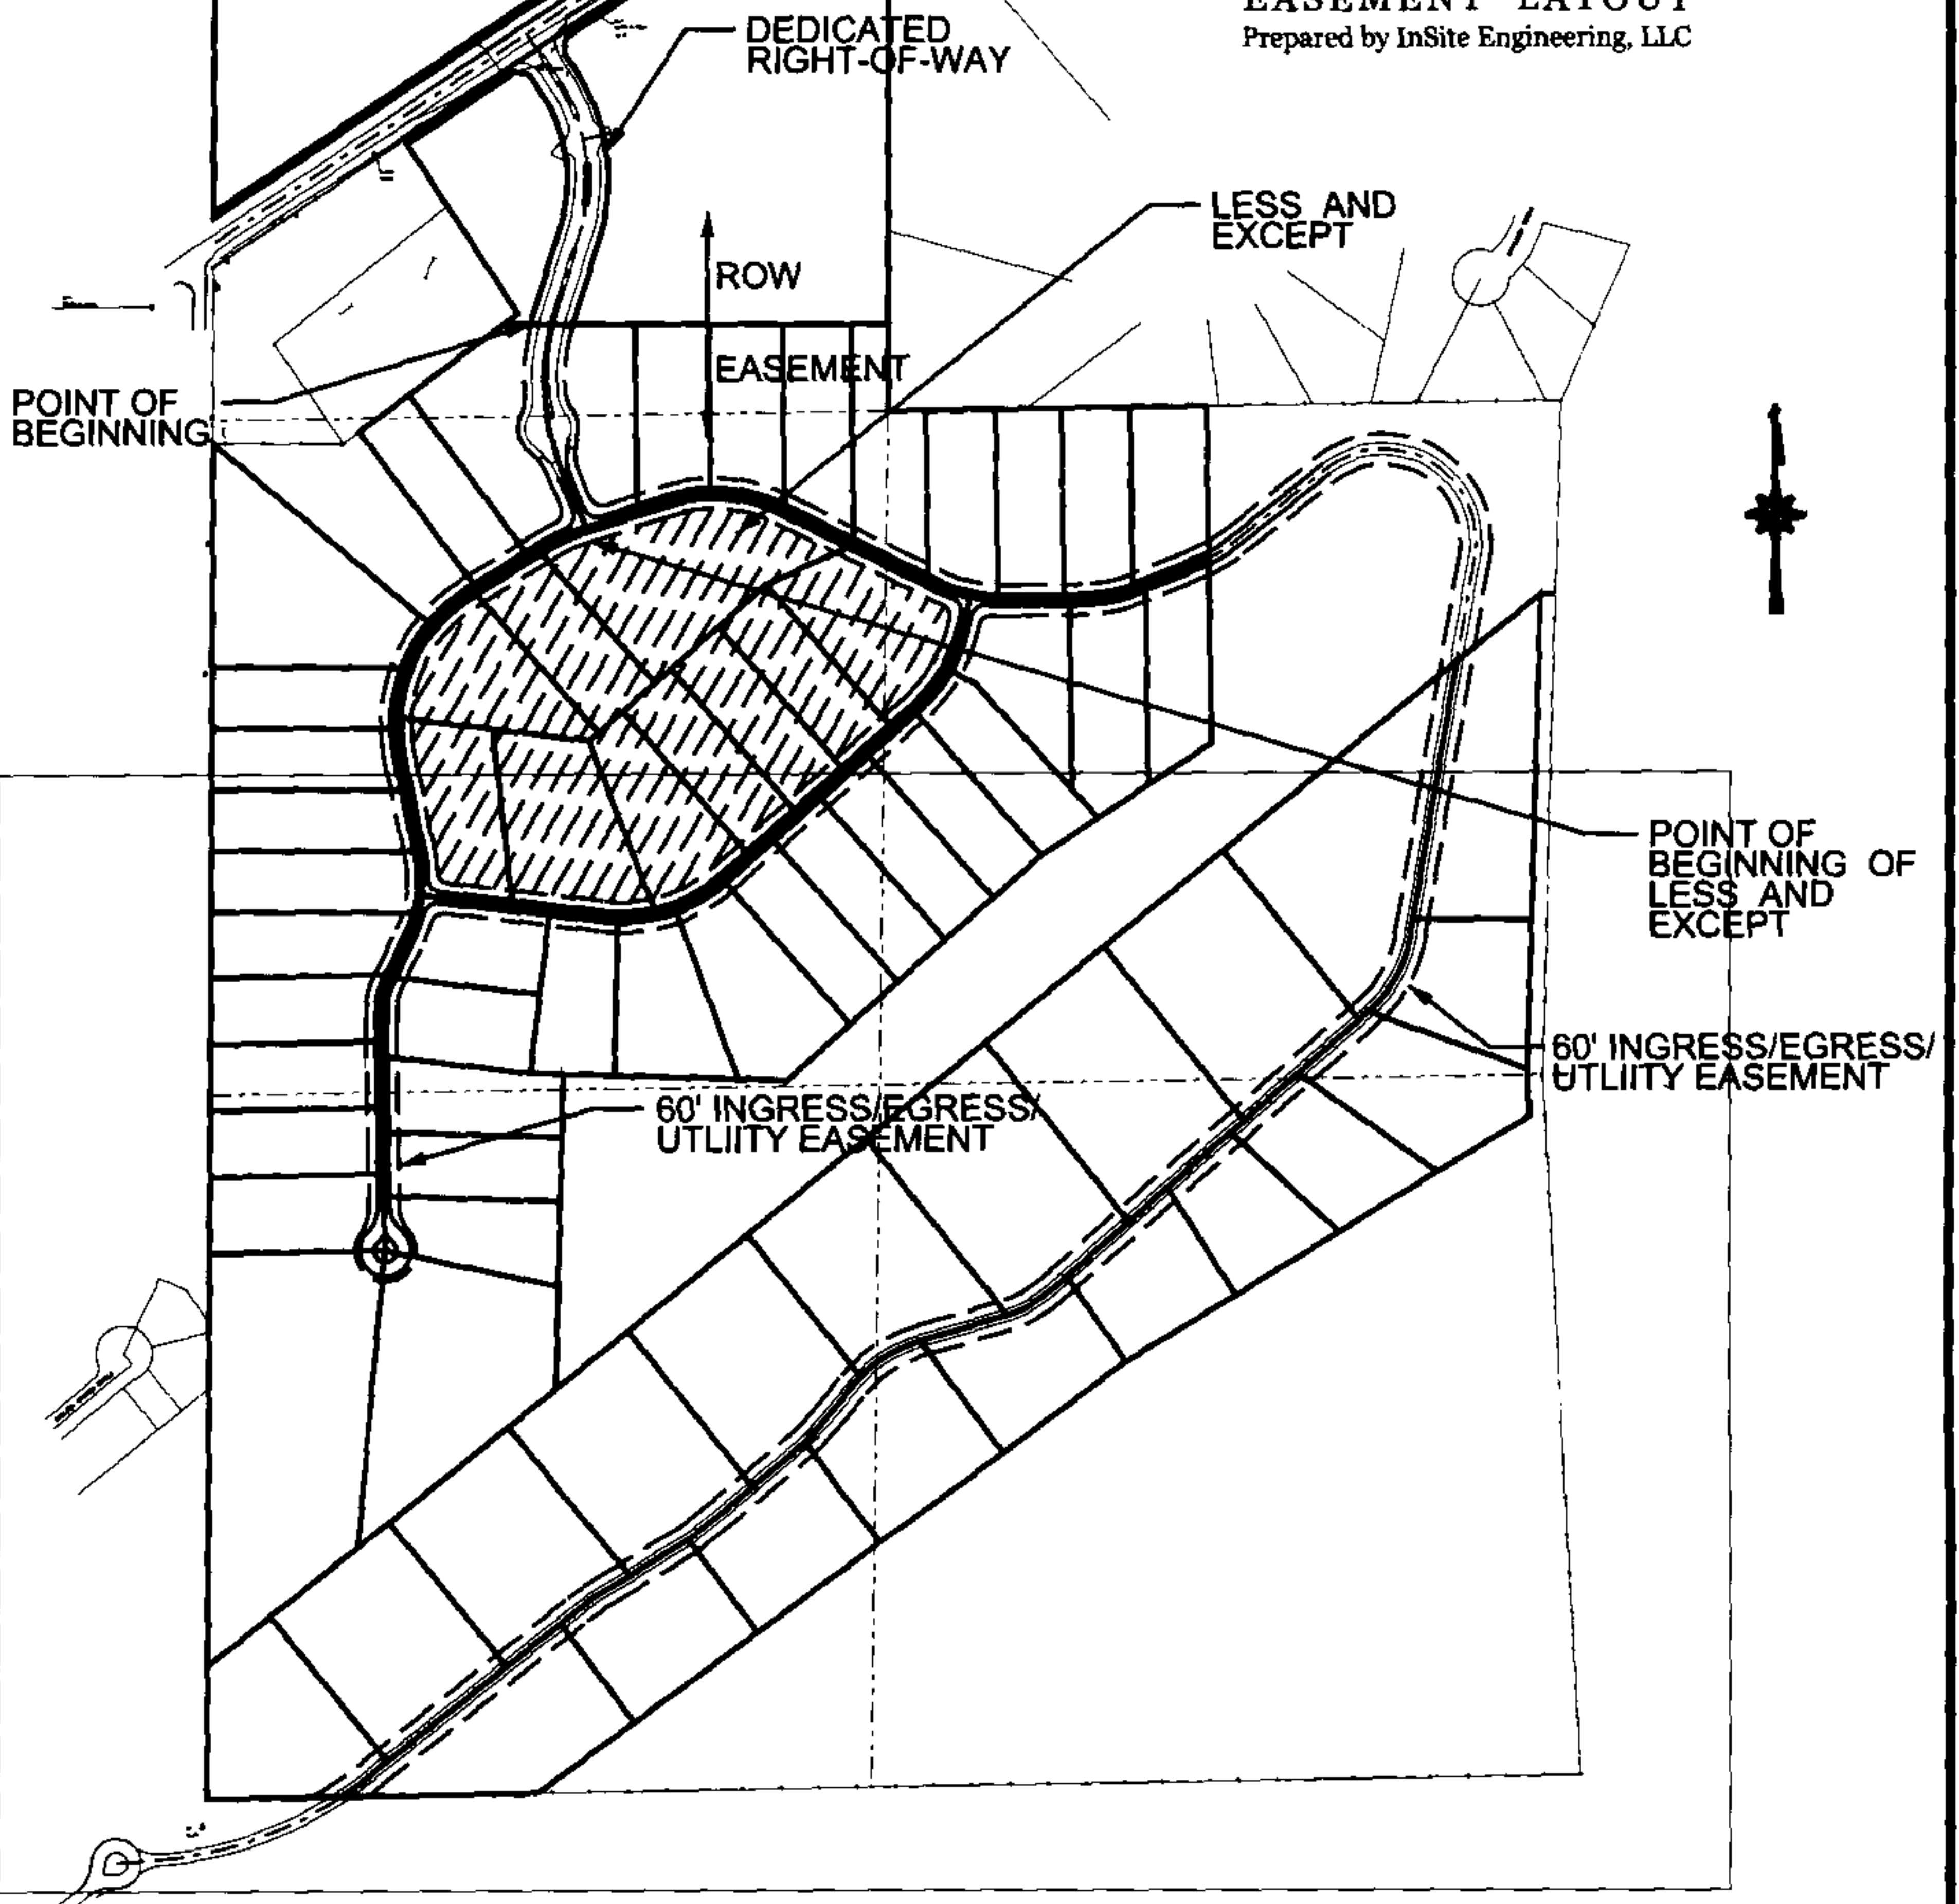 EASEMENT LAYOUT
Prepared by InSite Engineering, LLC
DEDICATED
RIGHT-OF-WAY
LESS AND
EXCEPT
ROW
EASEMENT
POINT OF
BEGINNING
POINT OF
BEGINNING OF
LESS AND
EXCEPT
60' INGRESS/EGRESS/
UTLIITY EASEMENT
60' INGRESS/EGRESS/
UTLIITY EASEMENT